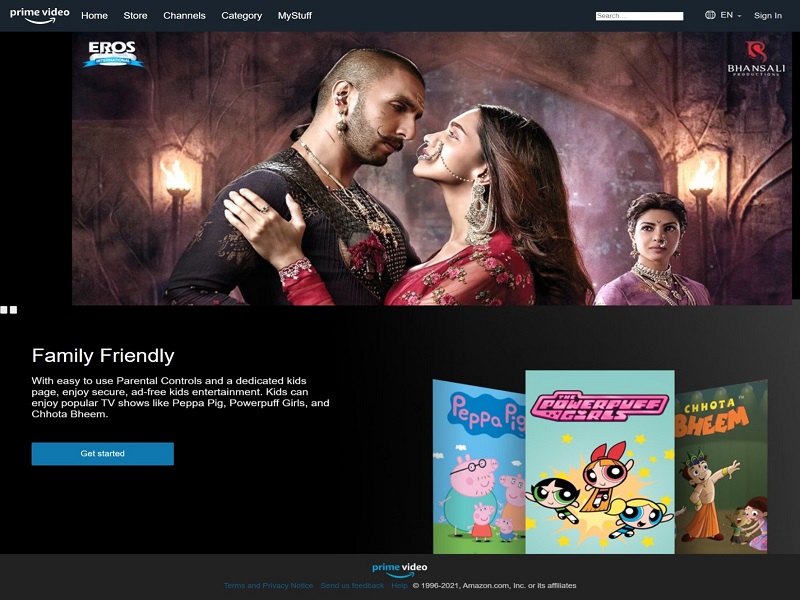 prime video
Home Store Channels Category MyStuff
Search...
EN
Sign In
EROS
INTERNATIONAL
BHANSALI
PRODUCTIONS
Family Friendly
With easy to use Parental Controls and a dedicated kids
page, enjoy secure, ad-free kids entertainment. Kids can
enjoy popular TV shows like Peppa Pig, Powerpuff Girls, and
Chhota Bheem.
Get started
Peppa Pig
THE
POWERPUFF
GIRLS
CHHOTA
BHEEM
prime video
Terms and Privacy Notice Send us feedback Help © 1996-2021, Amazon.com, Inc. or its affiliates